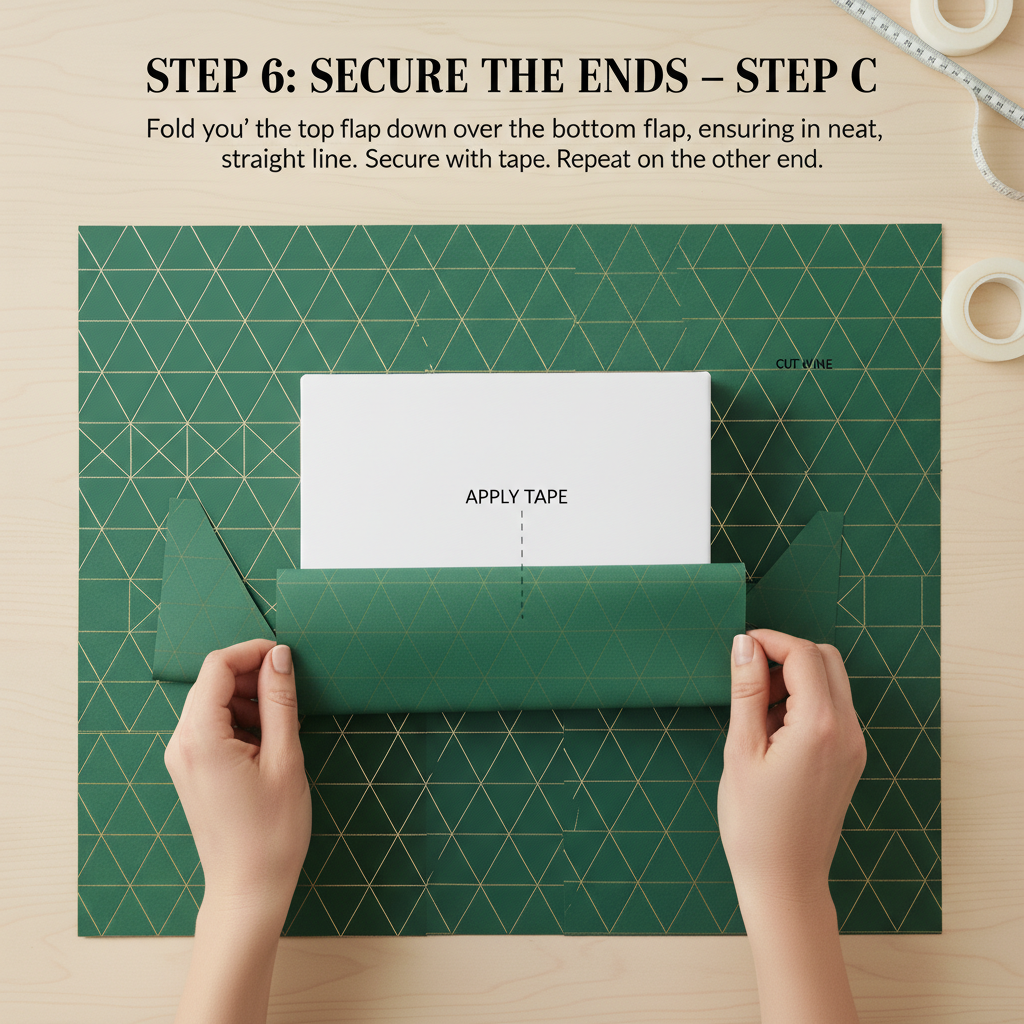 STEP 6: SECURE THE ENDS – STEP C
Fold you’ the top flap down over the bottom flap, ensuring in neat,
straight line. Secure with tape. Repeat on the other end.
CUT
APPLY TAPE